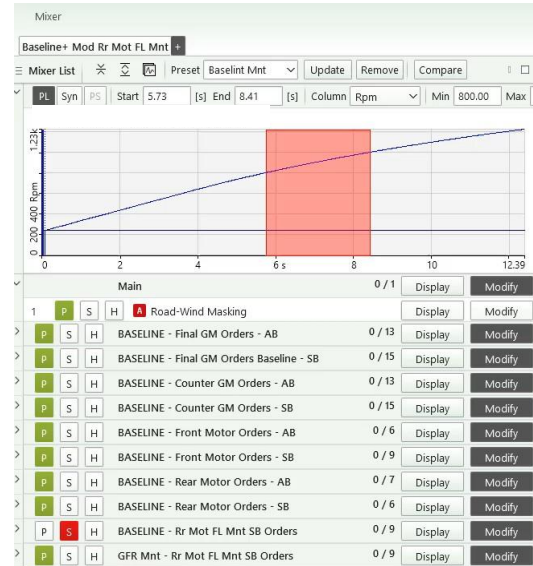 Mixer
Baseline+ Mod Rr Mot FL Mnt +
Mixer List Preset Baselint Mnt Update Remove Compare
PL Syn PS Start 5.73 [s] End 8.41 [s] Column Rpm Min 800.00 Max
1.23k
0 200 400 Rpm
0 2 4 6 s 8 10 12.39
Main 0 / 1 Display Modify
1 P S H A Road-Wind Masking Display Modify
P S H BASELINE - Final GM Orders - AB 0 / 13 Display Modify
P S H BASELINE - Final GM Orders Baseline - SB 0 / 15 Display Modify
P S H BASELINE - Counter GM Orders - AB 0 / 13 Display Modify
P S H BASELINE - Counter GM Orders - SB 0 / 15 Display Modify
P S H BASELINE - Front Motor Orders - AB 0 / 6 Display Modify
P S H BASELINE - Front Motor Orders - SB 0 / 9 Display Modify
P S H BASELINE - Rear Motor Orders - AB 0 / 7 Display Modify
P S H BASELINE - Rear Motor Orders - SB 0 / 6 Display Modify
P S H BASELINE - Rr Mot FL Mnt SB Orders 0 / 9 Display Modify
P S H GFR Mnt - Rr Mot FL Mnt SB Orders 0 / 9 Display Modify